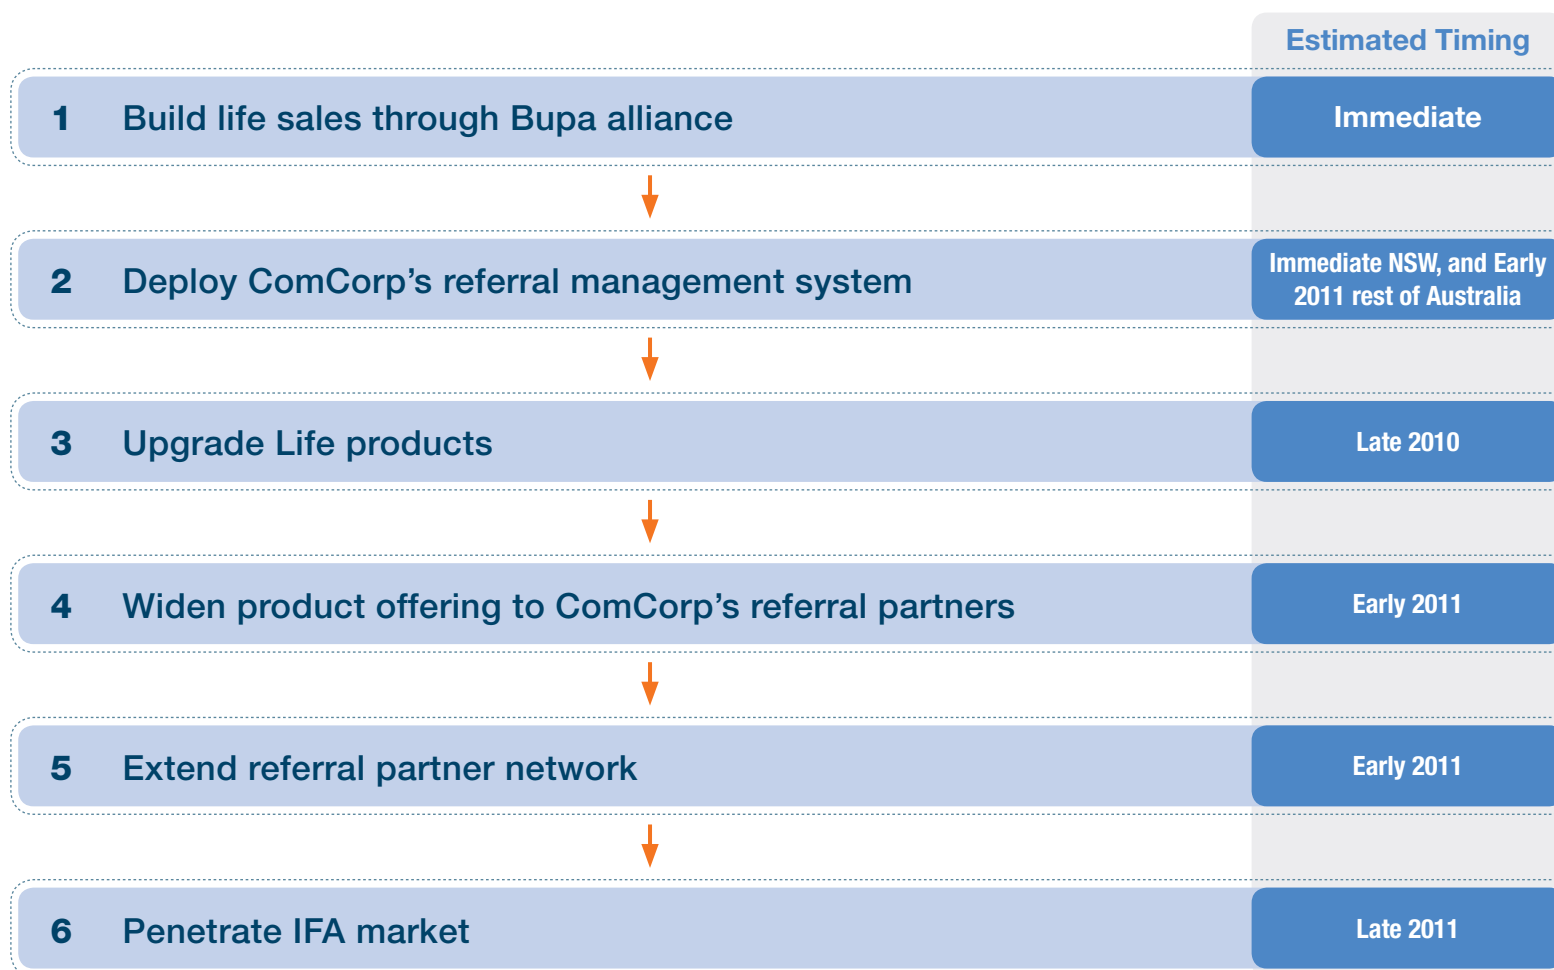 Estimated Timing
1 Build life sales through Bupa alliance
Immediate
2 Deploy ComCorp’s referral management system
Immediate NSW, and Early
2011 rest of Australia
3 Upgrade Life products
Late 2010
4 Widen product offering to ComCorp’s referral partners
Early 2011
5 Extend referral partner network
Early 2011
6 Penetrate IFA market
Late 2011